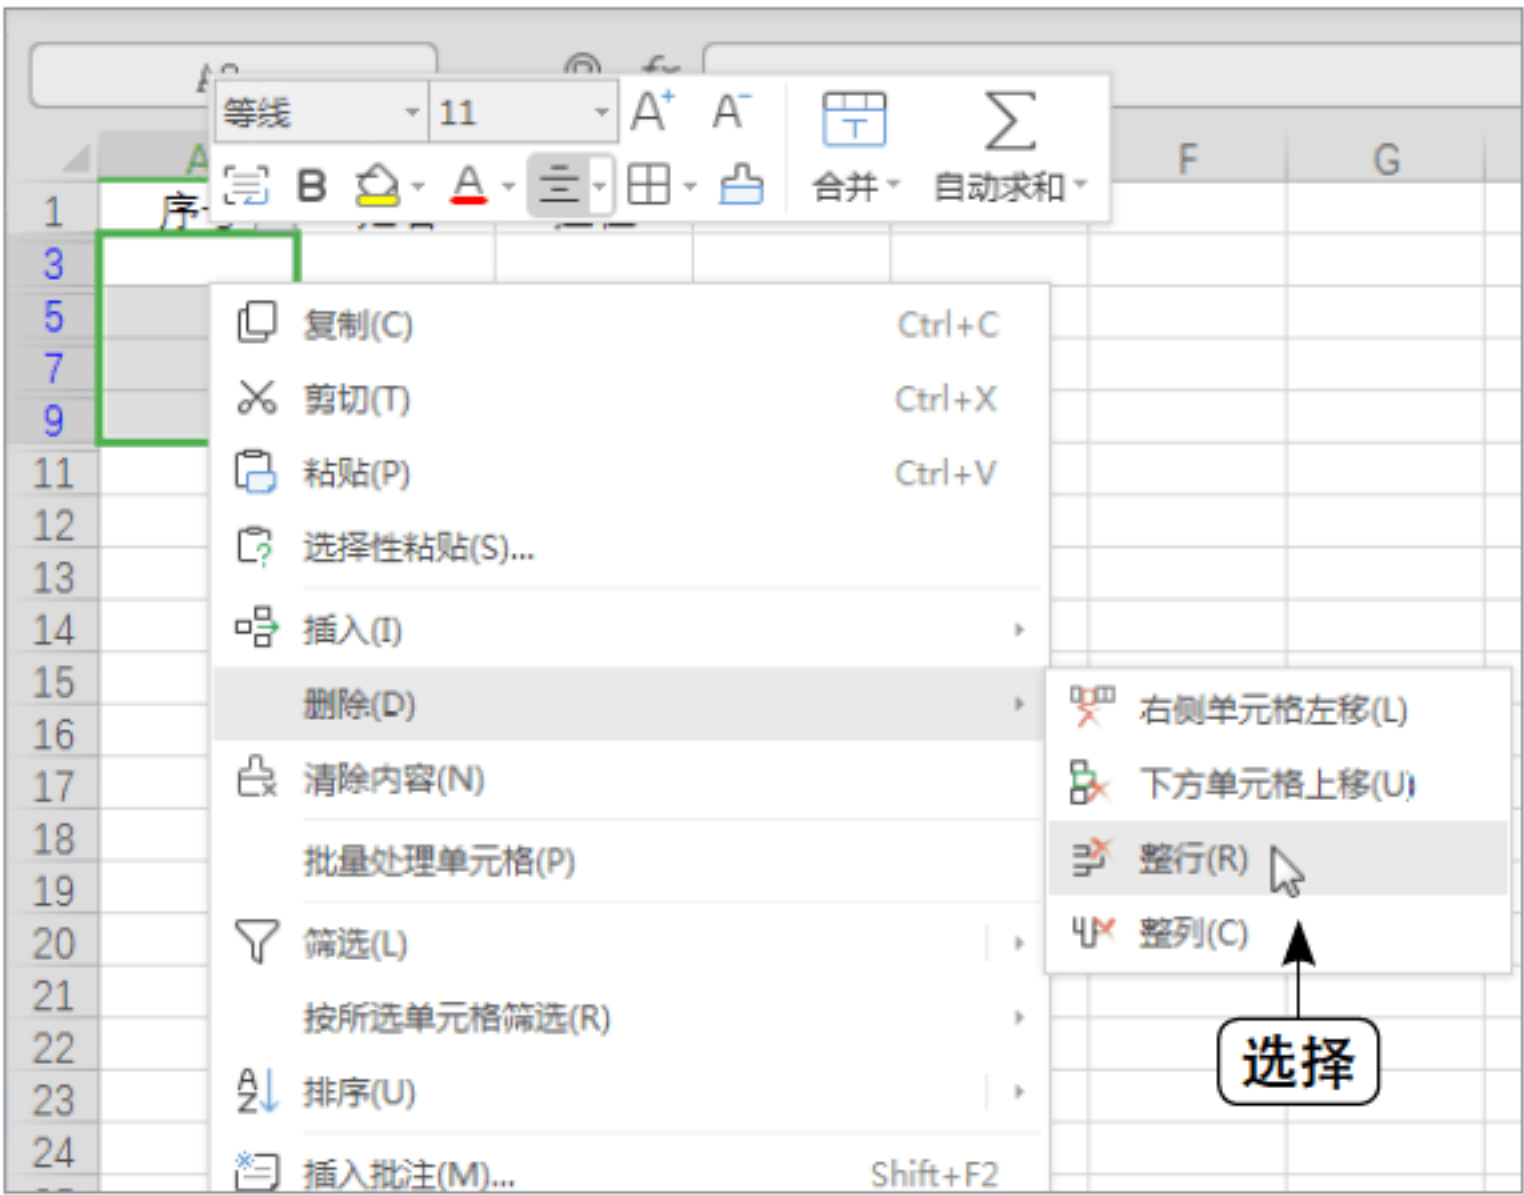 等线 11 A+ A-
合并 自动求和
B A
F G
1
3
5
7
9
11
12
13
14
15
16
17
18
19
20
21
22
23
24
复制(C) Ctrl+C
剪切(T) Ctrl+X
粘贴(P) Ctrl+V
选择性粘贴(S)...
插入(I)
删除(D)
清除内容(N)
批量处理单元格(P)
筛选(L)
按所选单元格筛选(R)
排序(U)
插入批注(M)... Shift+F2
右侧单元格左移(L)
下方单元格上移(U)
整行(R)
整列(C)
选择